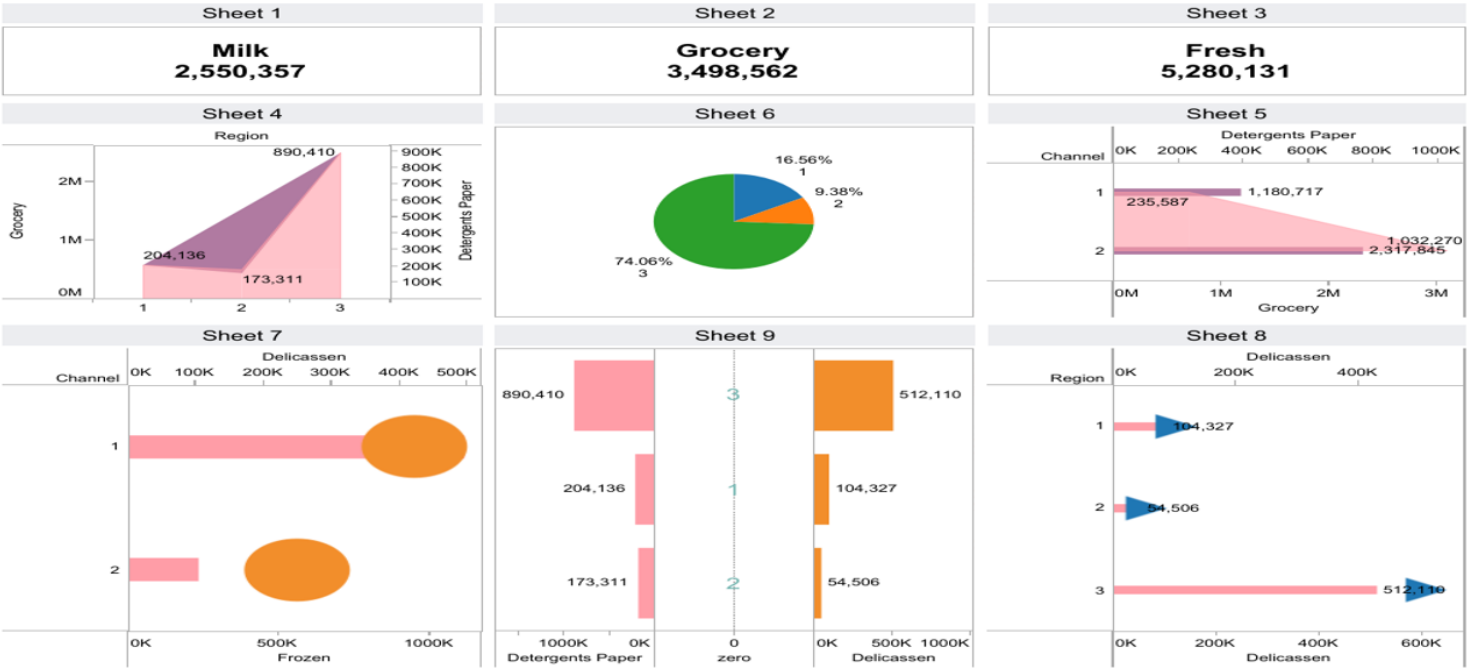 Sheet 1
Milk
2,550,357
Sheet 2
Grocery
3,498,562
Sheet 3
Fresh
5,280,131
Sheet 4
Region
890,410
900K
800K
700K
2M
600K
500K
Grocery
Detergents Paper
400K
1M
300K
204,136
200K
173,311
100K
0M
1 2 3
Sheet 6
16.56%
1
9.38%
2
74.06%
3
Sheet 5
Detergents Paper
Channel
0K 200K 400K 600K 800K 1000K
1
1,180,717
235,587
1,032,270
2
2,317,845
0M 1M 2M 3M
Grocery
Sheet 7
Delicassen
Channel
0K 100K 200K 300K 400K 500K
1
2
0K 500K 1000K
Frozen
Sheet 9
890,410 3 512,110
204,136 1 104,327
173,311 2 54,506
1000K 0K 0 0K 500K 1000K
Detergents Paper zero Delicassen
Sheet 8
Delicassen
Region
0K 200K 400K
1 104,327
2 54,506
3 512,110
0K 200K 400K 600K
Delicassen